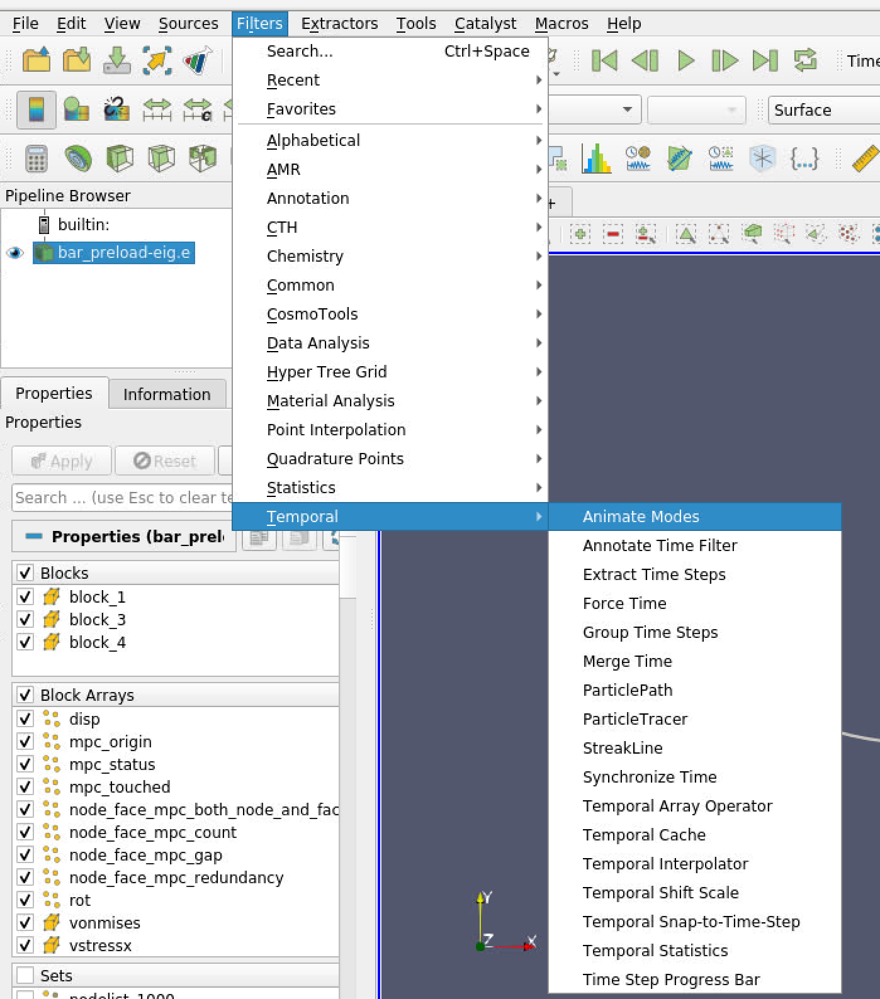 File Edit View Sources Filters Extractors Tools Catalyst Macros Help
Search... Ctrl+Space
Recent
Favorites
Alphabetical
AMR
Annotation
CTH
Chemistry
Common
CosmoTools
Data Analysis
Hyper Tree Grid
Material Analysis
Point Interpolation
Quadrature Points
Statistics
Temporal
Animate Modes
Annotate Time Filter
Extract Time Steps
Force Time
Group Time Steps
Merge Time
ParticlePath
ParticleTracer
StreakLine
Synchronize Time
Temporal Array Operator
Temporal Cache
Temporal Interpolator
Temporal Shift Scale
Temporal Snap-to-Time-Step
Temporal Statistics
Time Step Progress Bar
Time
Surface
+
Pipeline Browser
builtin:
bar_preload-eig.e
Properties Information
Properties
Apply Reset
Search ... (use Esc to clear te
Properties (bar_prel
Blocks
block_1
block_3
block_4
Block Arrays
disp
mpc_origin
mpc_status
mpc_touched
node_face_mpc_both_node_and_fac
node_face_mpc_count
node_face_mpc_gap
node_face_mpc_redundancy
rot
vonmises
vstressx
Sets
Y
Z X